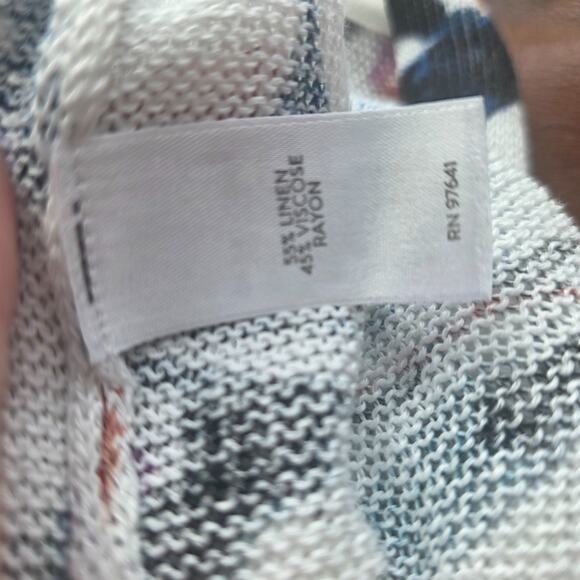 55% LINEN
45% VISCOSE
RAYON
RN 97641